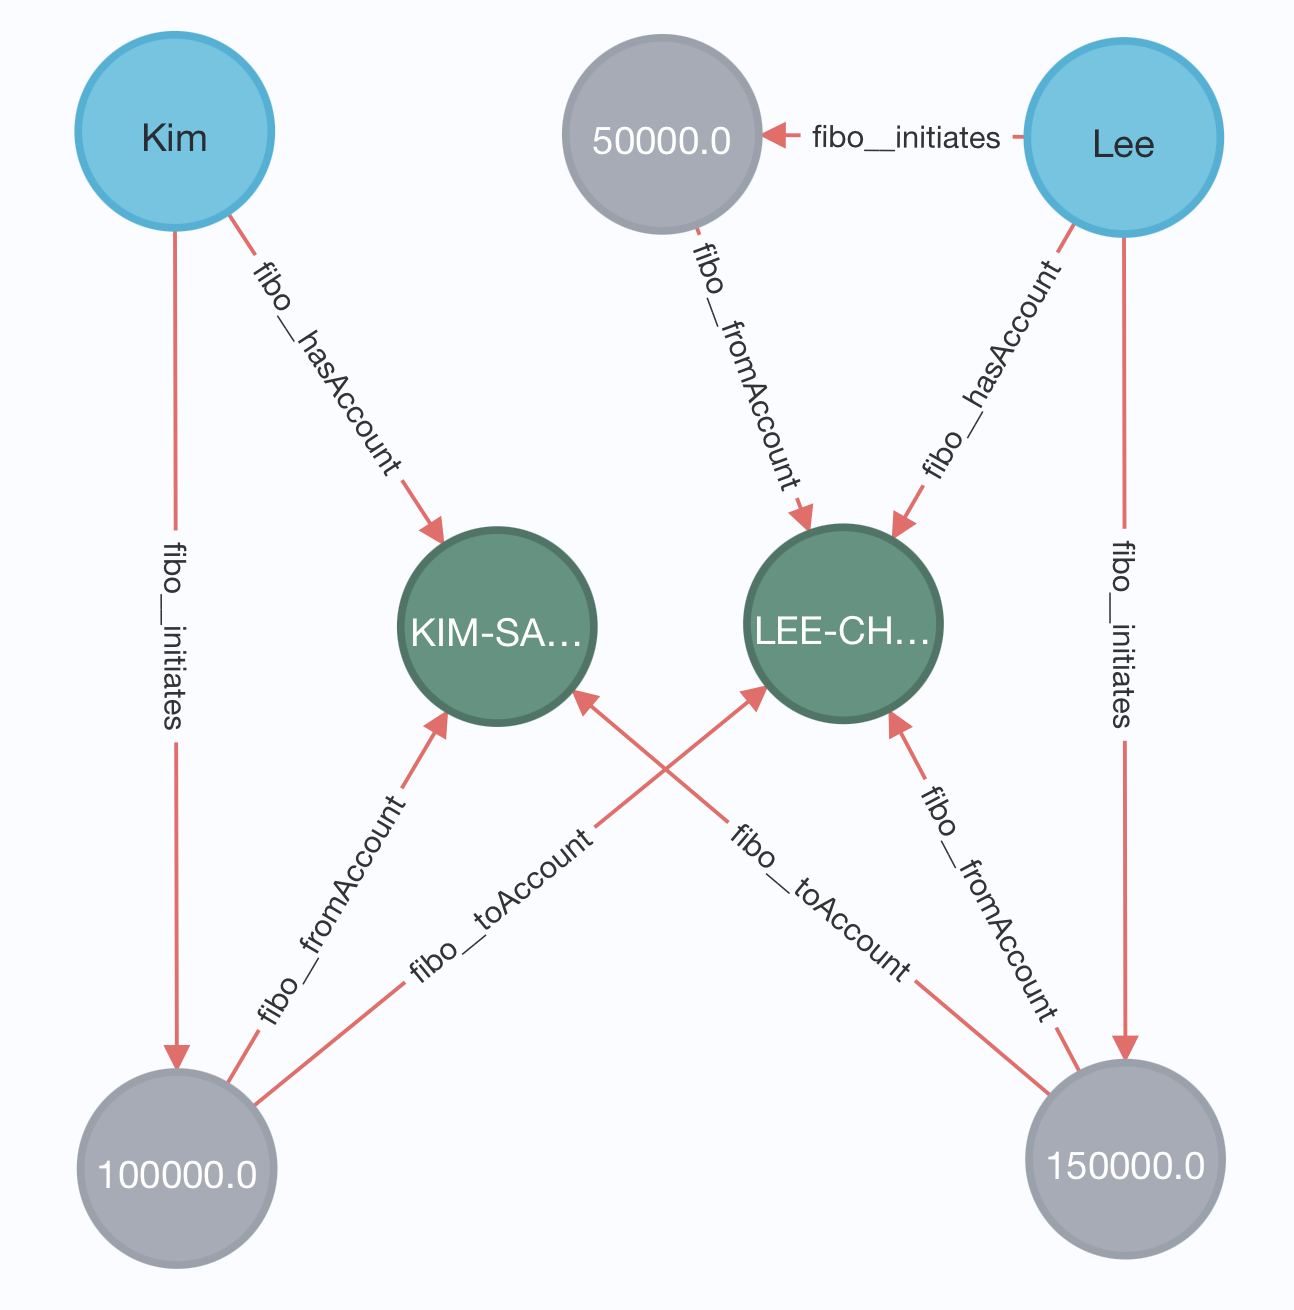 Kim
50000.0
fibo__initiates
Lee
fibo__hasAccount
fibo__fromAccount
fibo__hasAccount
fibo__initiates
fibo__initiates
KIM-SA...
LEE-CH...
fibo__fromAccount
fibo__toAccount
fibo__toAccount
fibo__fromAccount
100000.0
150000.0